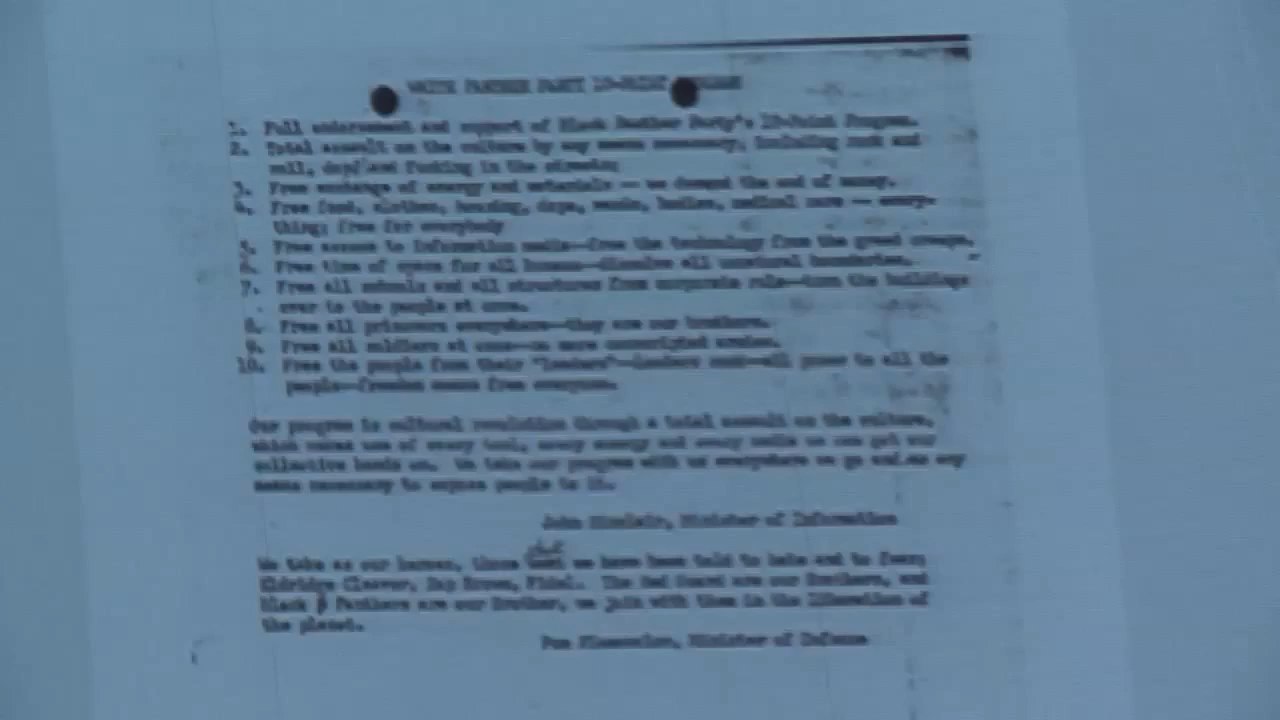 WHITE PANTHER PARTY 10-POINT
1. Full endorsement and support of Black Panther Party's 10-Point Program.
2. Total assault on the culture by any means necessary, including rock and
roll, dope and fucking in the streets;
3. Free exchange of energy and materials -- we demand the end of money.
4. Free food, clothes, housing, dope, music, bodies, medical care -- every-
thing; free for everybody
5. Free access to Information media--free the technology from the greed creeps.
6. Free time of space for all humans--dissolve all unnatural boundaries.
7. Free all schools and all structures from corporate rule--turn the buildings
over to the people at once.
8. Free all prisoners everywhere--they are our brothers.
9. Free all soldiers at once--no more conscripted armies.
10. Free the people from their "leaders"--leaders suck--all power to all the
people--freedom means free everyone.
Our program is cultural revolution through a total assault on the culture,
which makes use of every tool, every energy and every media we can get our
collective hands on. We take our program with us everywhere we go and any
means necessary to expose people to it.
John Sinclair, Minister of Information
that
We take as our heroes, those we have been told to hate and to fear;
Eldridge Cleaver, Rap Brown, Fidel. The Red Guard are our Brothers, and
Black Panthers are our Brother, we join with them in the liberation of
the planet.
Pun Plamondon, Minister of Defense